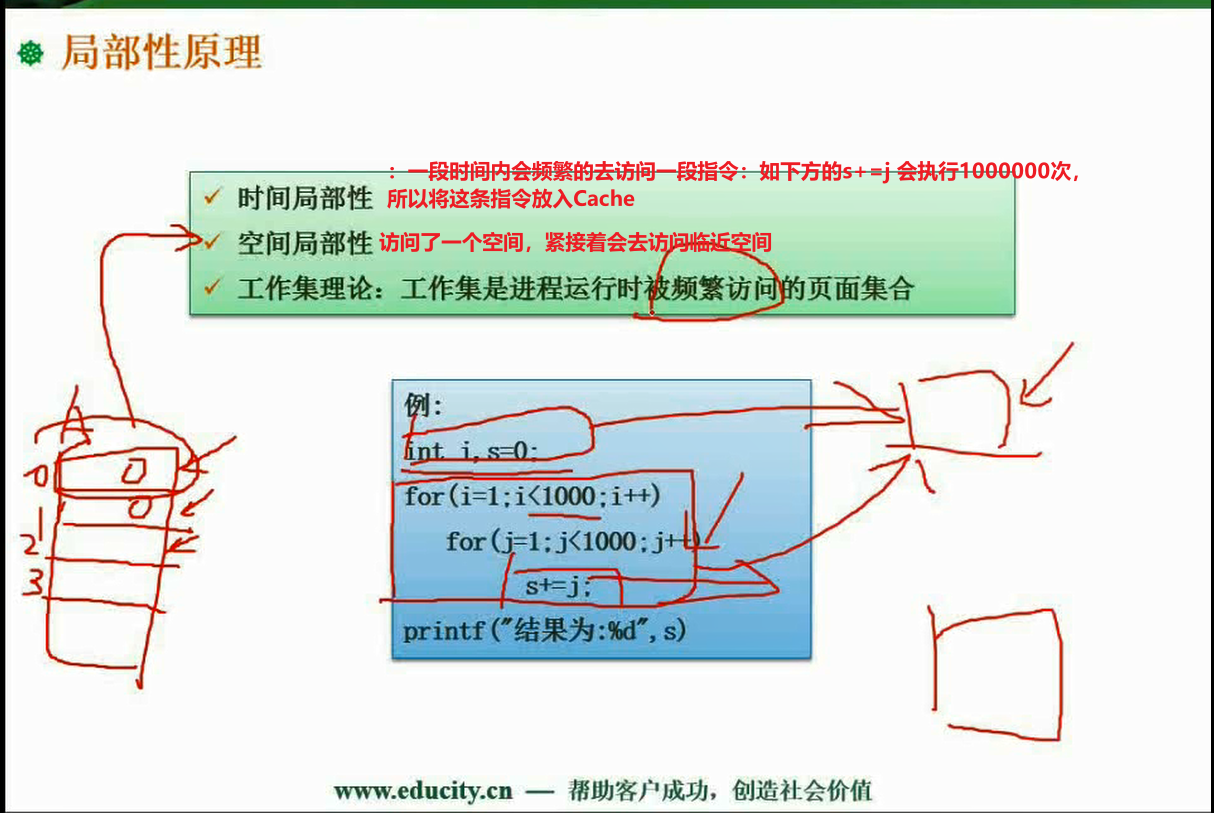 局部性原理
：一段时间内会频繁的去访问一段指令：如下方的s+=j 会执行1000000次，
时间局部性 所以将这条指令放入Cache
空间局部性 访问了一个空间，紧接着会去访问临近空间
工作集理论：工作集是进程运行时被频繁访问的页面集合
A
0 0
1 0
2
3
例:
int i,s=0;
for(i=1;i<1000;i++)
for(j=1;j<1000;j++)
s+=j;
printf("结果为:%d",s)
www.educity.cn — 帮助客户成功，创造社会价值